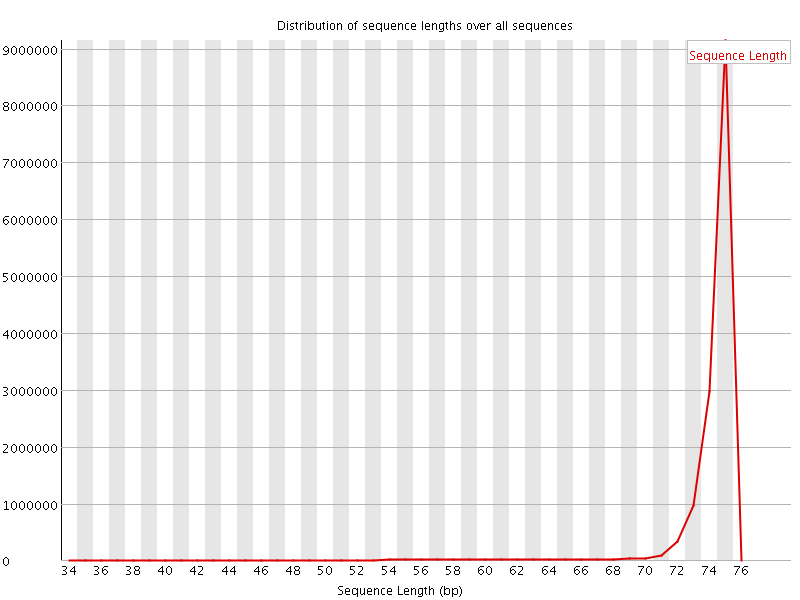 Distribution of sequence lengths over all sequences
Sequence Length
9000000
8000000
7000000
6000000
5000000
4000000
3000000
2000000
1000000
0
34 36 38 40 42 44 46 48 50 52 54 56 58 60 62 64 66 68 70 72 74 76
Sequence Length (bp)